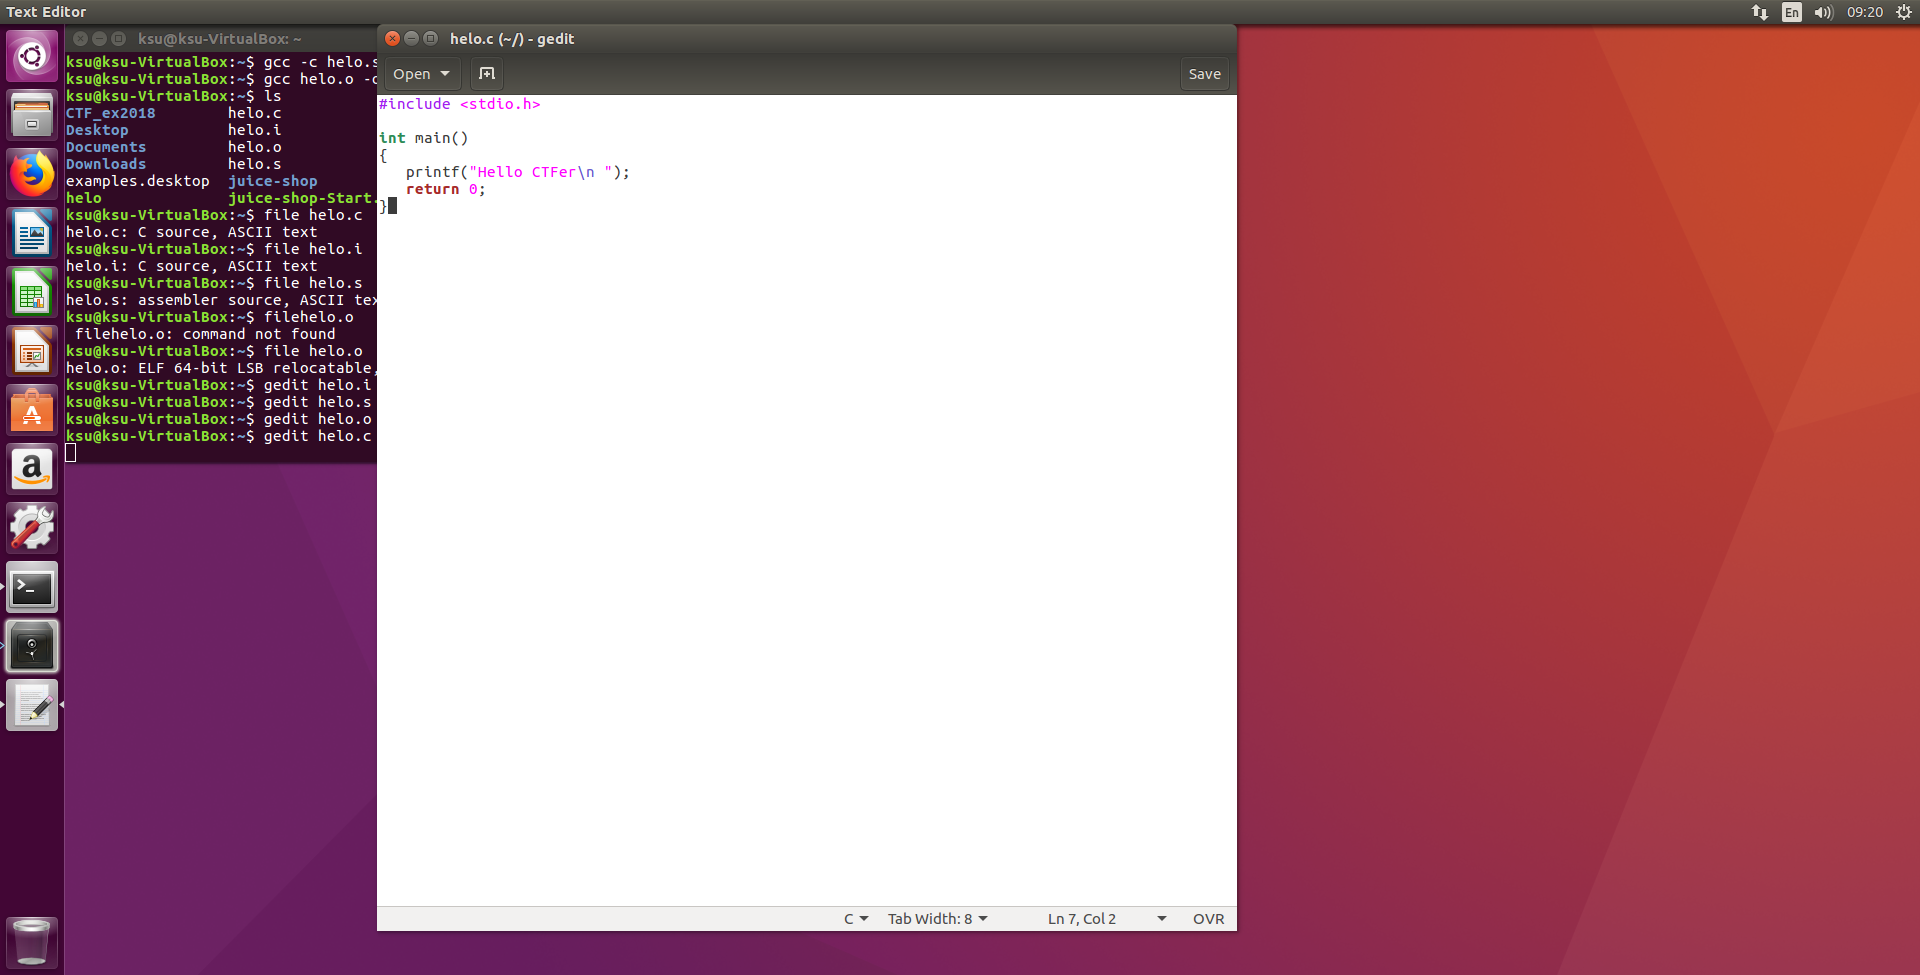 Text Editor
En 09:20
ksu@ksu-VirtualBox: ~
ksu@ksu-VirtualBox:~$ gcc -c helo.s
ksu@ksu-VirtualBox:~$ gcc helo.o -o
ksu@ksu-VirtualBox:~$ ls
CTF_ex2018 helo.c
Desktop helo.i
Documents helo.o
Downloads helo.s
examples.desktop juice-shop
helo juice-shop-Start.
ksu@ksu-VirtualBox:~$ file helo.c
helo.c: C source, ASCII text
ksu@ksu-VirtualBox:~$ file helo.i
helo.i: C source, ASCII text
ksu@ksu-VirtualBox:~$ file helo.s
helo.s: assembler source, ASCII tex
ksu@ksu-VirtualBox:~$ filehelo.o
filehelo.o: command not found
ksu@ksu-VirtualBox:~$ file helo.o
helo.o: ELF 64-bit LSB relocatable,
ksu@ksu-VirtualBox:~$ gedit helo.i
ksu@ksu-VirtualBox:~$ gedit helo.s
ksu@ksu-VirtualBox:~$ gedit helo.o
ksu@ksu-VirtualBox:~$ gedit helo.c
helo.c (~/) - gedit
Open Save
#include <stdio.h>
int main()
{
printf("Hello CTFer\n ");
return 0;
}
C Tab Width: 8 Ln 7, Col 2 OVR